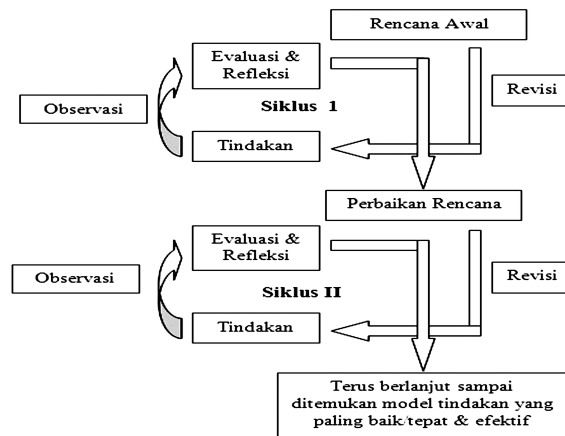 Rencana Awal
Evaluasi &
Refleksi
Revisi
Observasi
Siklus 1
Tindakan
Perbaikan Rencana
Evaluasi &
Refleksi
Observasi
Revisi
Siklus II
Tindakan
Terus berlanjut sampai
ditemukan model tindakan yang
paling baik/tepat & efektif